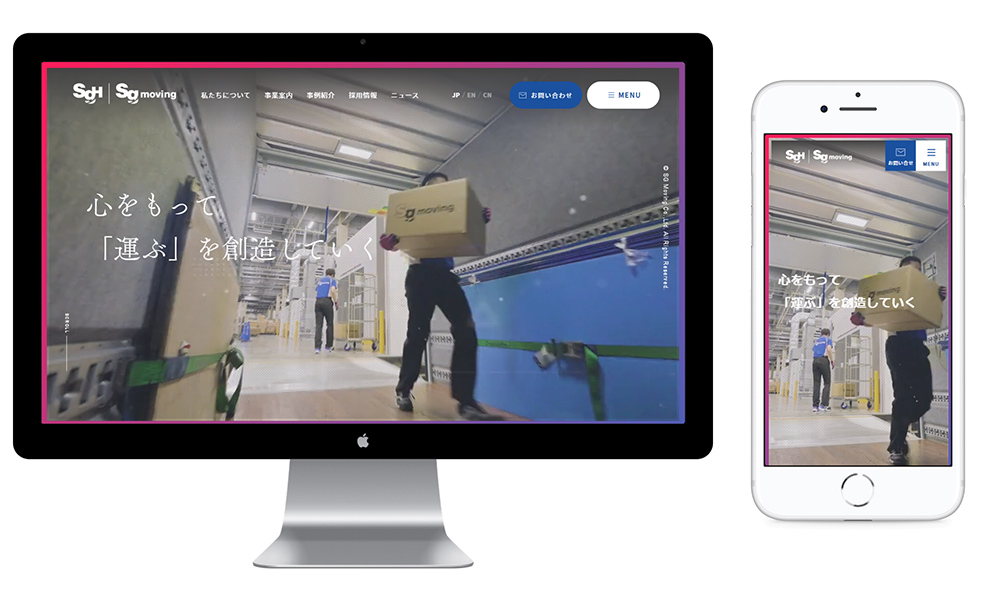 SGH Sg moving 私たちについて 事業案内 事例紹介 採用情報 ニュース JP / EN / CN お問い合わせ MENU
心をもって
「運ぶ」を創造していく
Sg moving
SCROLL
© SG Moving Co.,Ltd. All Rights Reserved.
SGH Sg moving お問い合せ MENU
心をもって
「運ぶ」を創造していく
moving